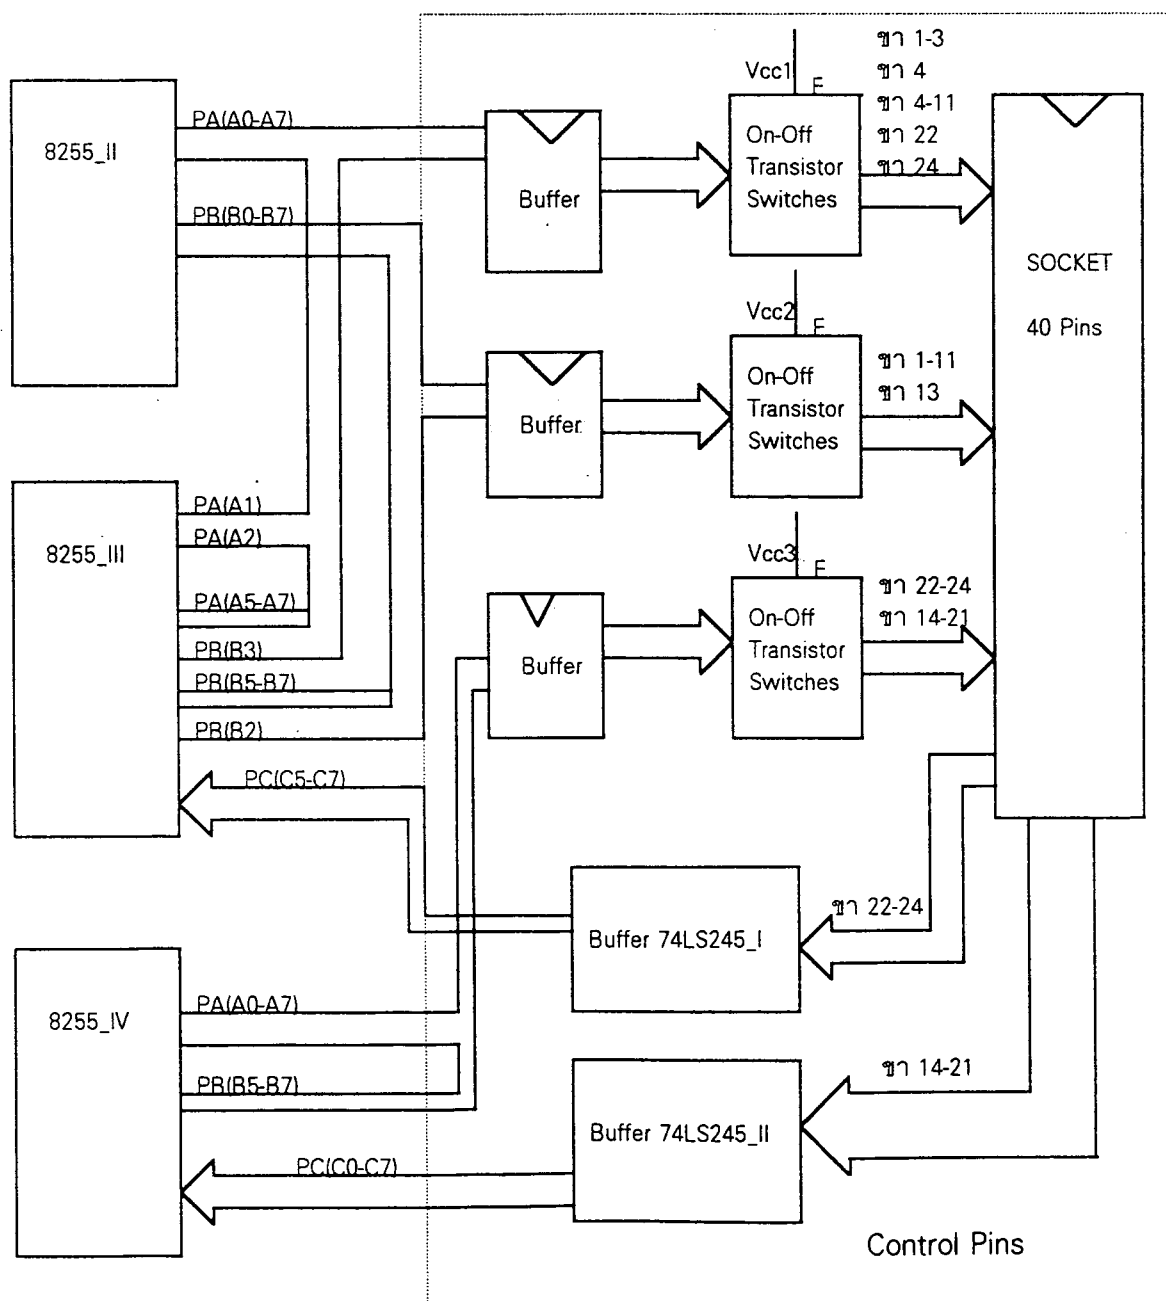 ขา 1-3
Vcc1
ขา 4
E
ขา 4-11
PA(A0-A7)
8255_II
On-Off
ขา 22
Transistor
ขา 24
Buffer
Switches
PB(B0-B7)
SOCKET
40 Pins
Vcc2
E
ขา 1-11
On-Off
ขา 13
Transistor
Buffer
Switches
PA(A1)
PA(A2)
8255_III
Vcc3
E
ขา 22-24
PA(A5-A7)
On-Off
ขา 14-21
Transistor
PB(B3)
Buffer
Switches
PB(B5-B7)
PB(B2)
PC(C5-C7)
ขา 22-24
Buffer 74LS245_I
PA(A0-A7)
8255_IV
ขา 14-21
PB(B5-B7)
Buffer 74LS245_II
PC(C0-C7)
Control Pins